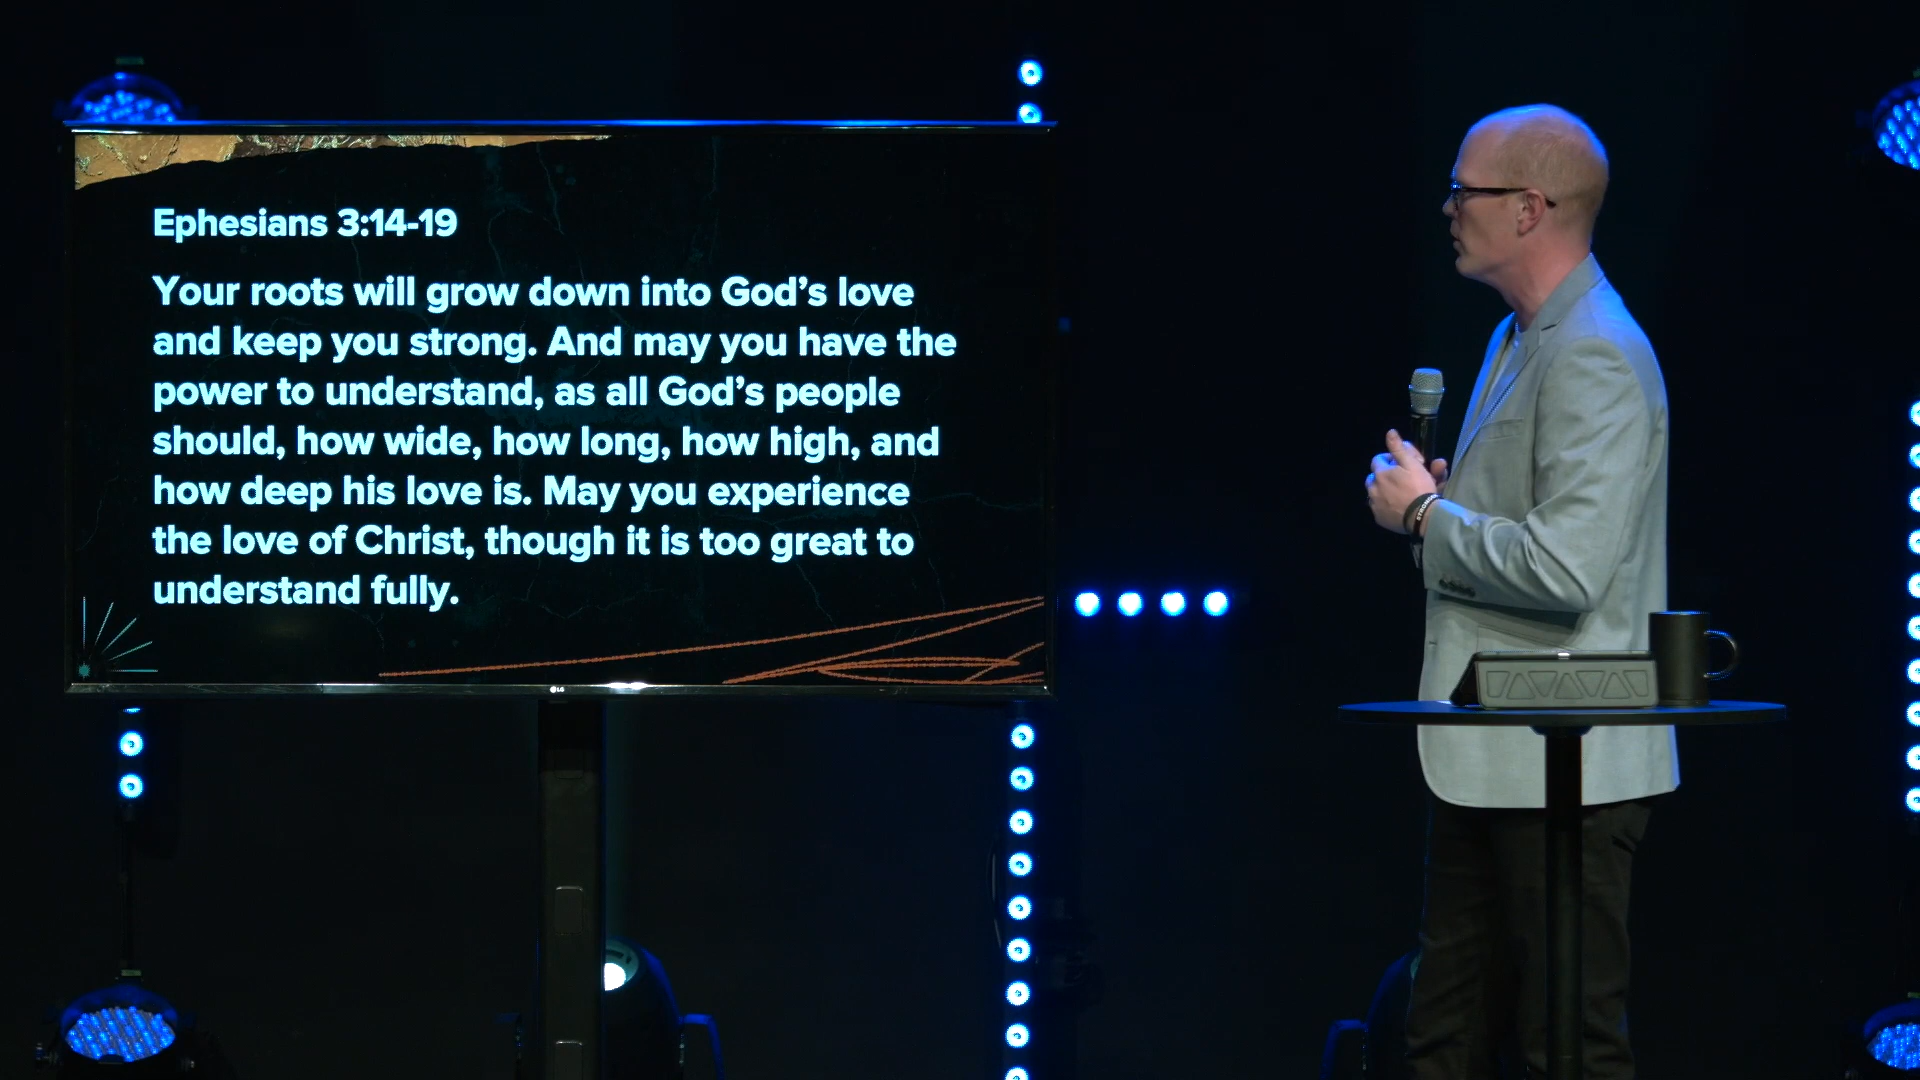 Ephesians 3:14-19
Your roots will grow down into God’s love
and keep you strong. And may you have the
power to understand, as all God’s people
should, how wide, how long, how high, and
how deep his love is. May you experience
the love of Christ, though it is too great to
understand fully.
LG